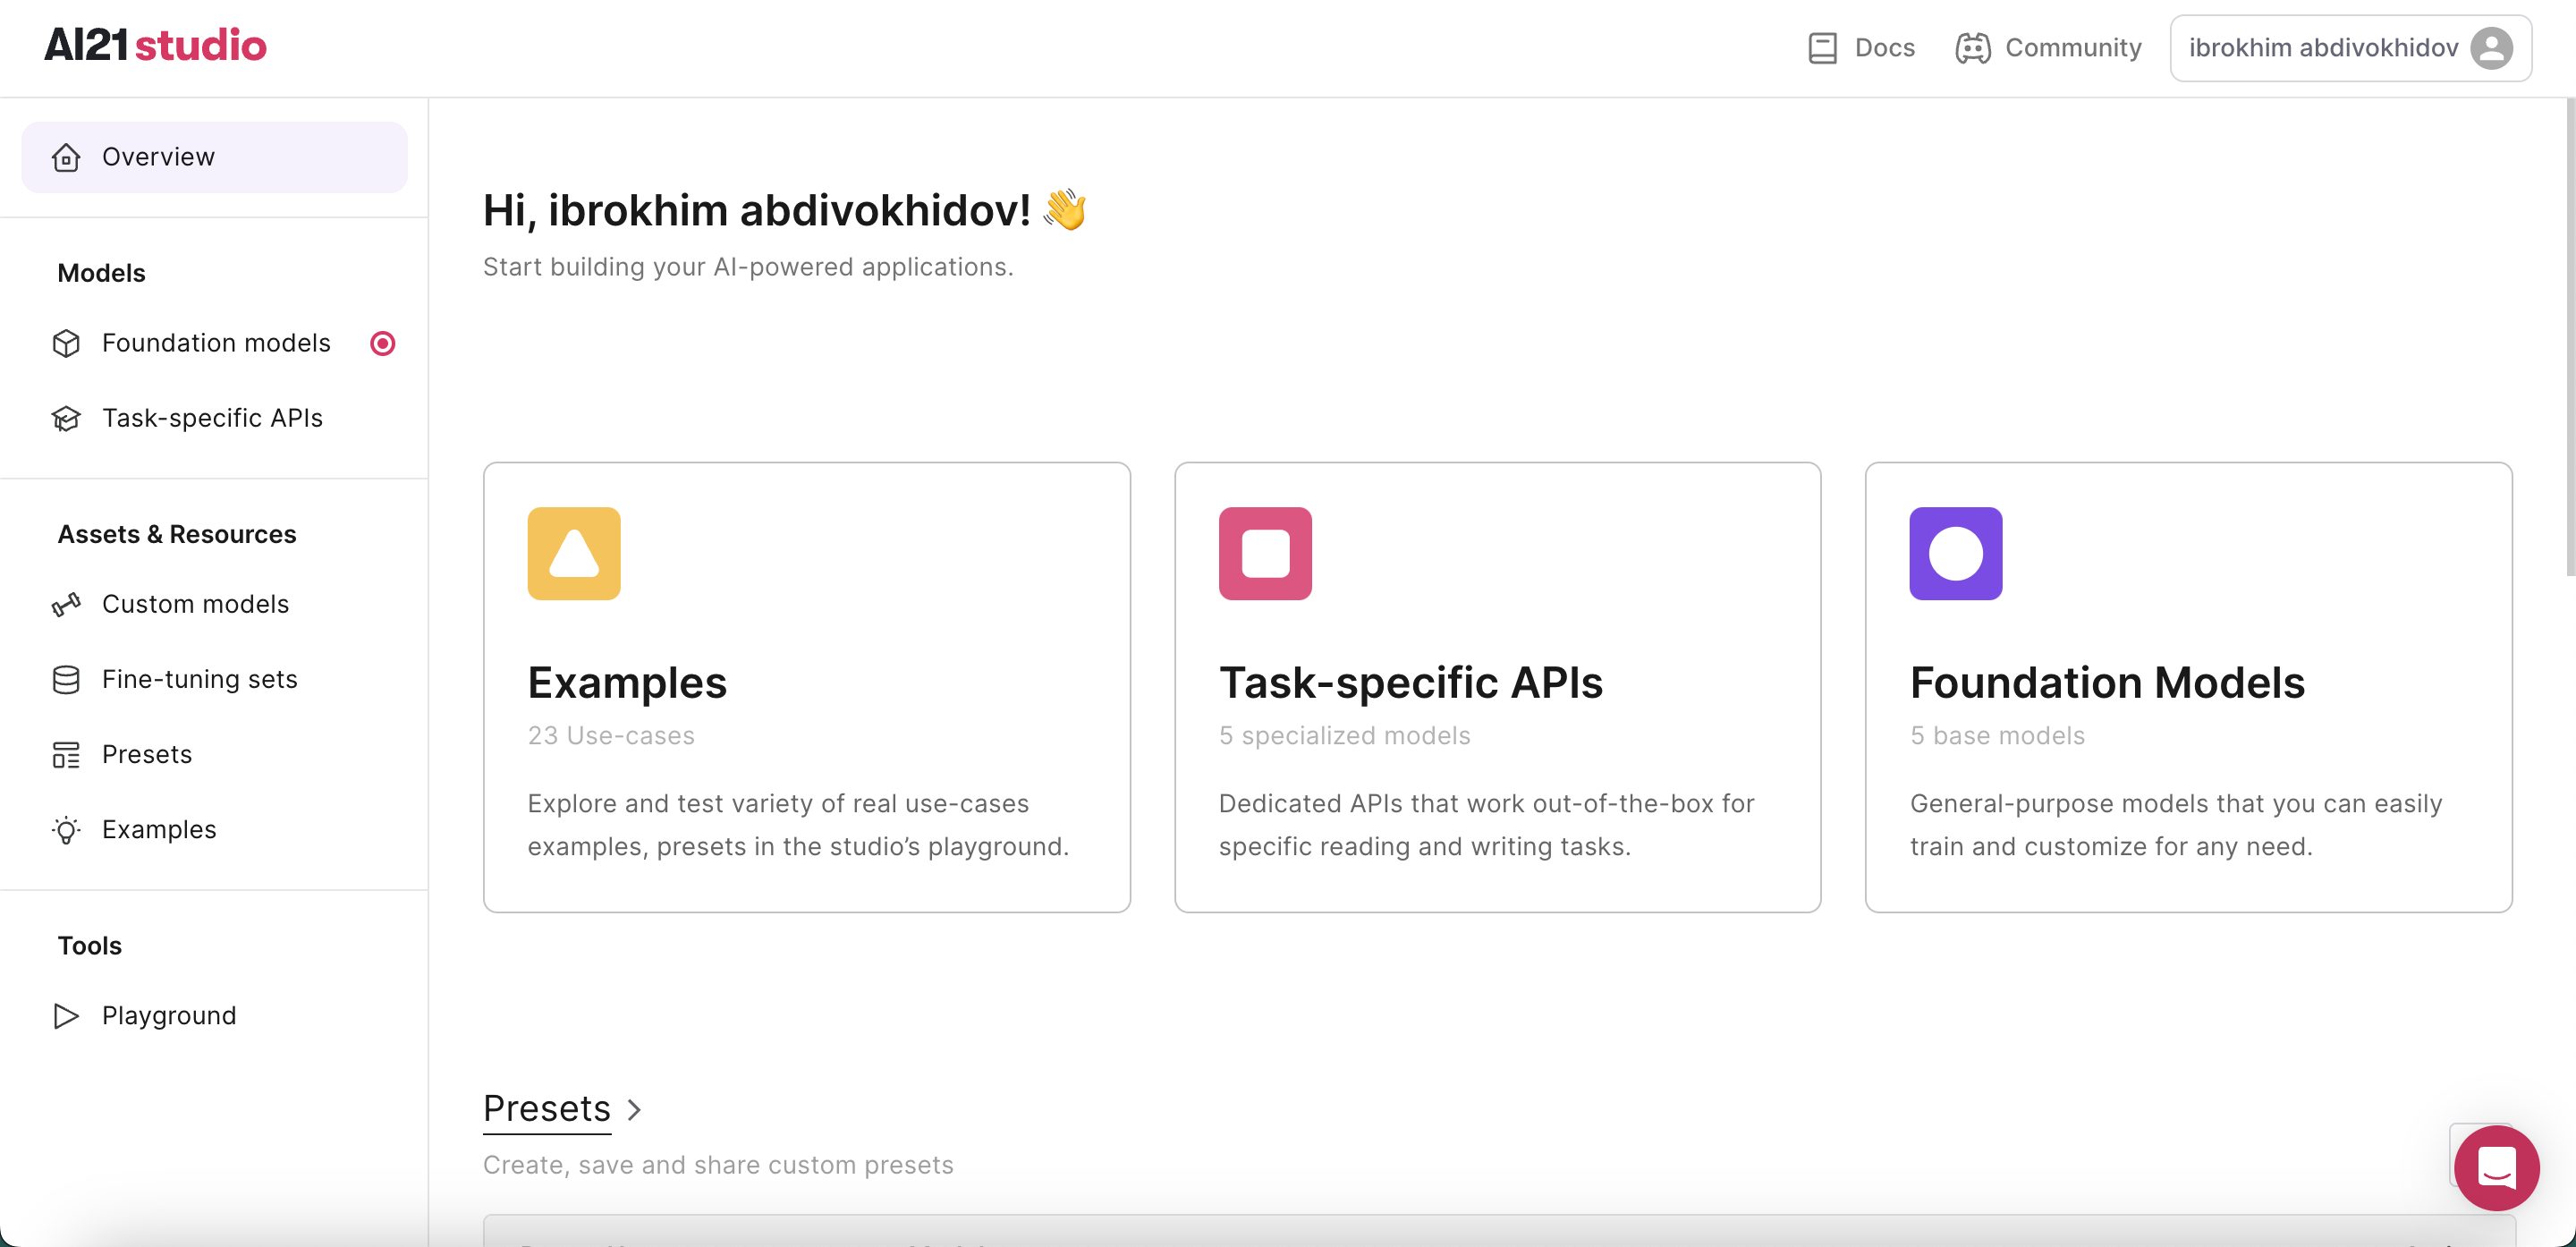 AI21 studio
Docs
Community
ibrokhim abdivokhidov
Overview
Models
Foundation models
Task-specific APIs
Assets & Resources
Custom models
Fine-tuning sets
Presets
Examples
Tools
Playground
Hi, ibrokhim abdivokhidov! 👋
Start building your AI-powered applications.
Examples
23 Use-cases
Explore and test variety of real use-cases
examples, presets in the studio’s playground.
Task-specific APIs
5 specialized models
Dedicated APIs that work out-of-the-box for
specific reading and writing tasks.
Foundation Models
5 base models
General-purpose models that you can easily
train and customize for any need.
Presets
Create, save and share custom presets